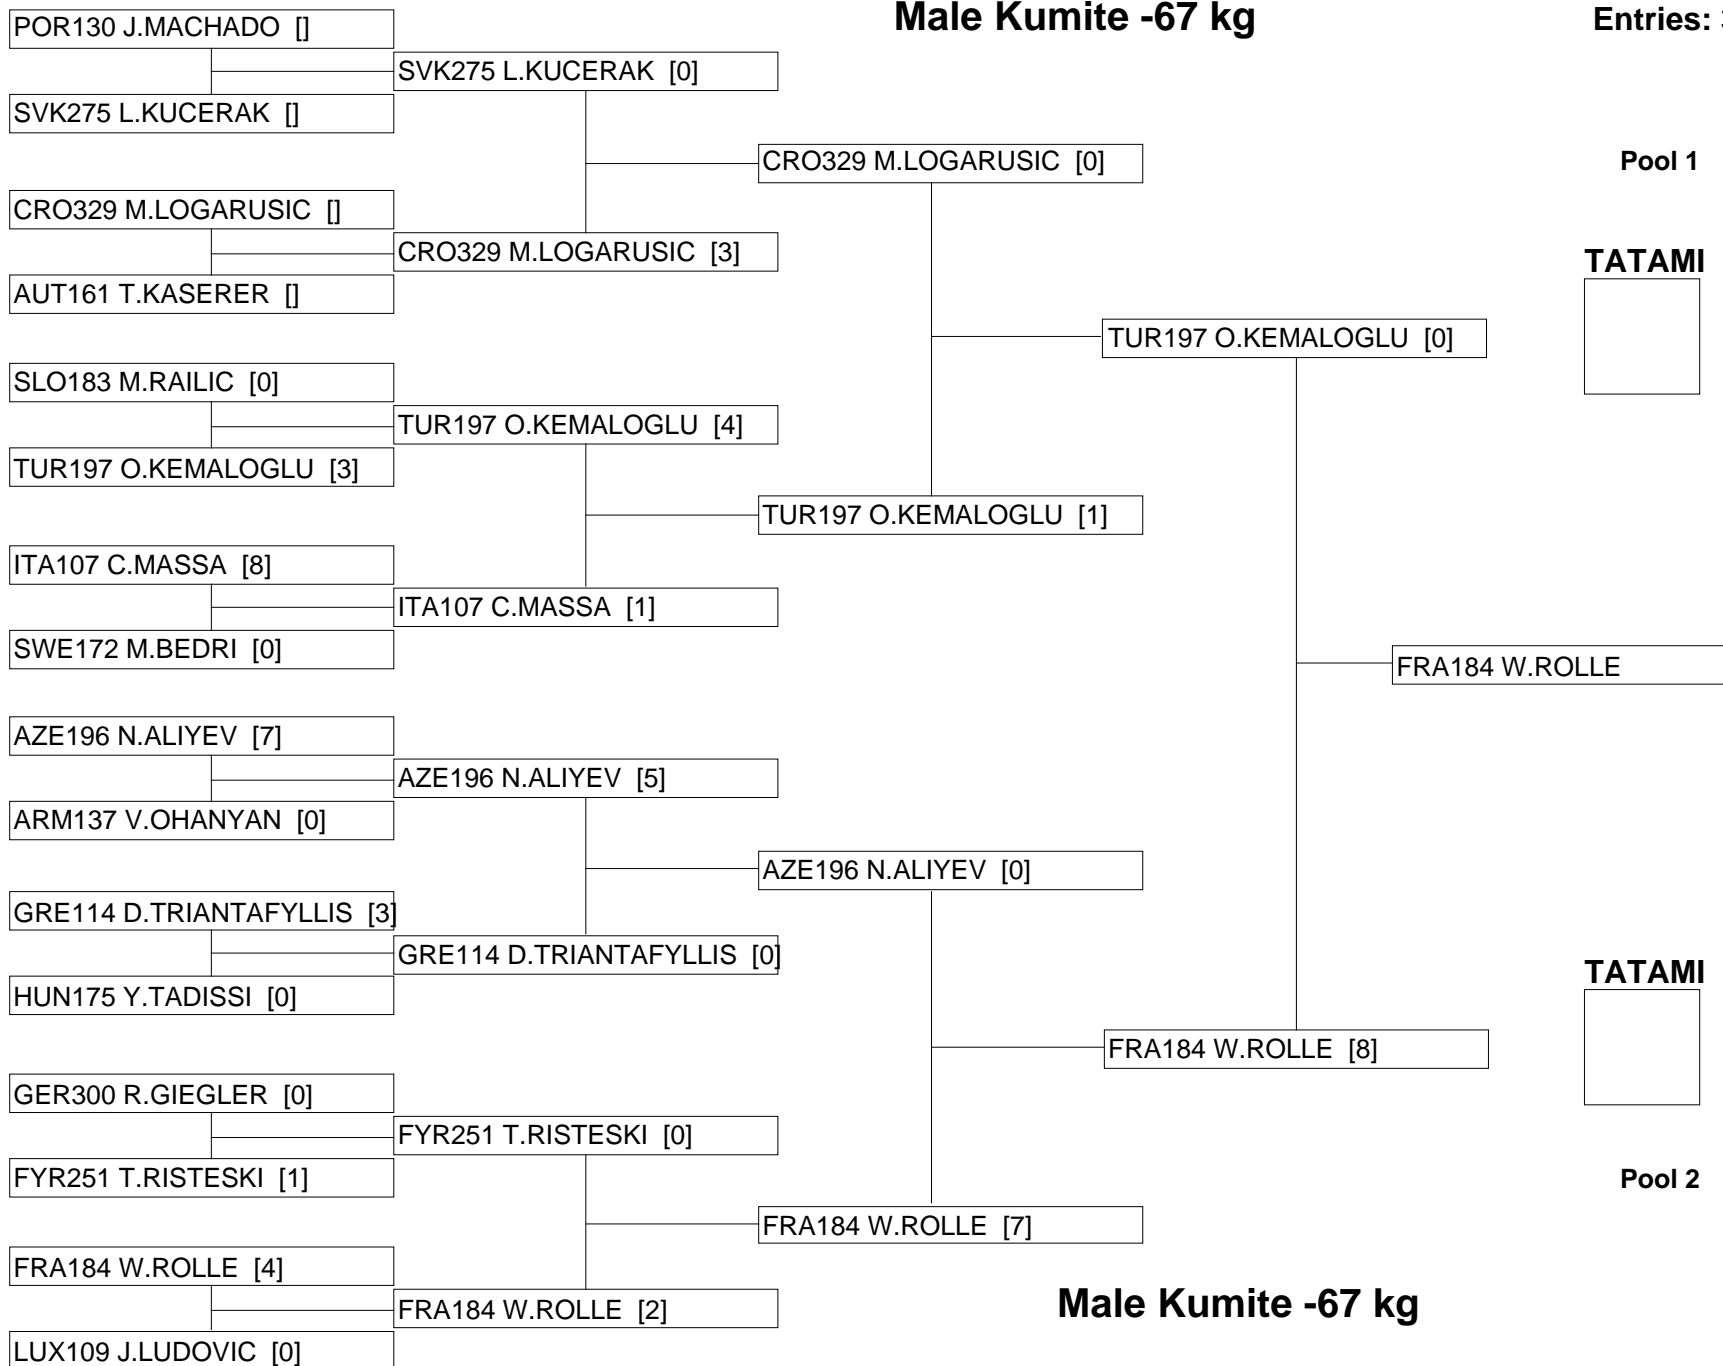 Male Kumite -67 kg
Entries:
POR130 J.MACHADO []
SVK275 L.KUCERAK [0]
SVK275 L.KUCERAK []
CRO329 M.LOGARUSIC [0]
Pool 1
CRO329 M.LOGARUSIC []
CRO329 M.LOGARUSIC [3]
TATAMI
AUT161 T.KASERER []
TUR197 O.KEMALOGLU [0]
SLO183 M.RAILIC [0]
TUR197 O.KEMALOGLU [4]
TUR197 O.KEMALOGLU [3]
TUR197 O.KEMALOGLU [1]
ITA107 C.MASSA [8]
ITA107 C.MASSA [1]
SWE172 M.BEDRI [0]
FRA184 W.ROLLE
AZE196 N.ALIYEV [7]
AZE196 N.ALIYEV [5]
ARM137 V.OHANYAN [0]
AZE196 N.ALIYEV [0]
GRE114 D.TRIANTAFYLLIS [3]
GRE114 D.TRIANTAFYLLIS [0]
TATAMI
HUN175 Y.TADISSI [0]
FRA184 W.ROLLE [8]
GER300 R.GIEGLER [0]
FYR251 T.RISTESKI [0]
FYR251 T.RISTESKI [1]
Pool 2
FRA184 W.ROLLE [7]
FRA184 W.ROLLE [4]
FRA184 W.ROLLE [2]
Male Kumite -67 kg
LUX109 J.LUDOVIC [0]